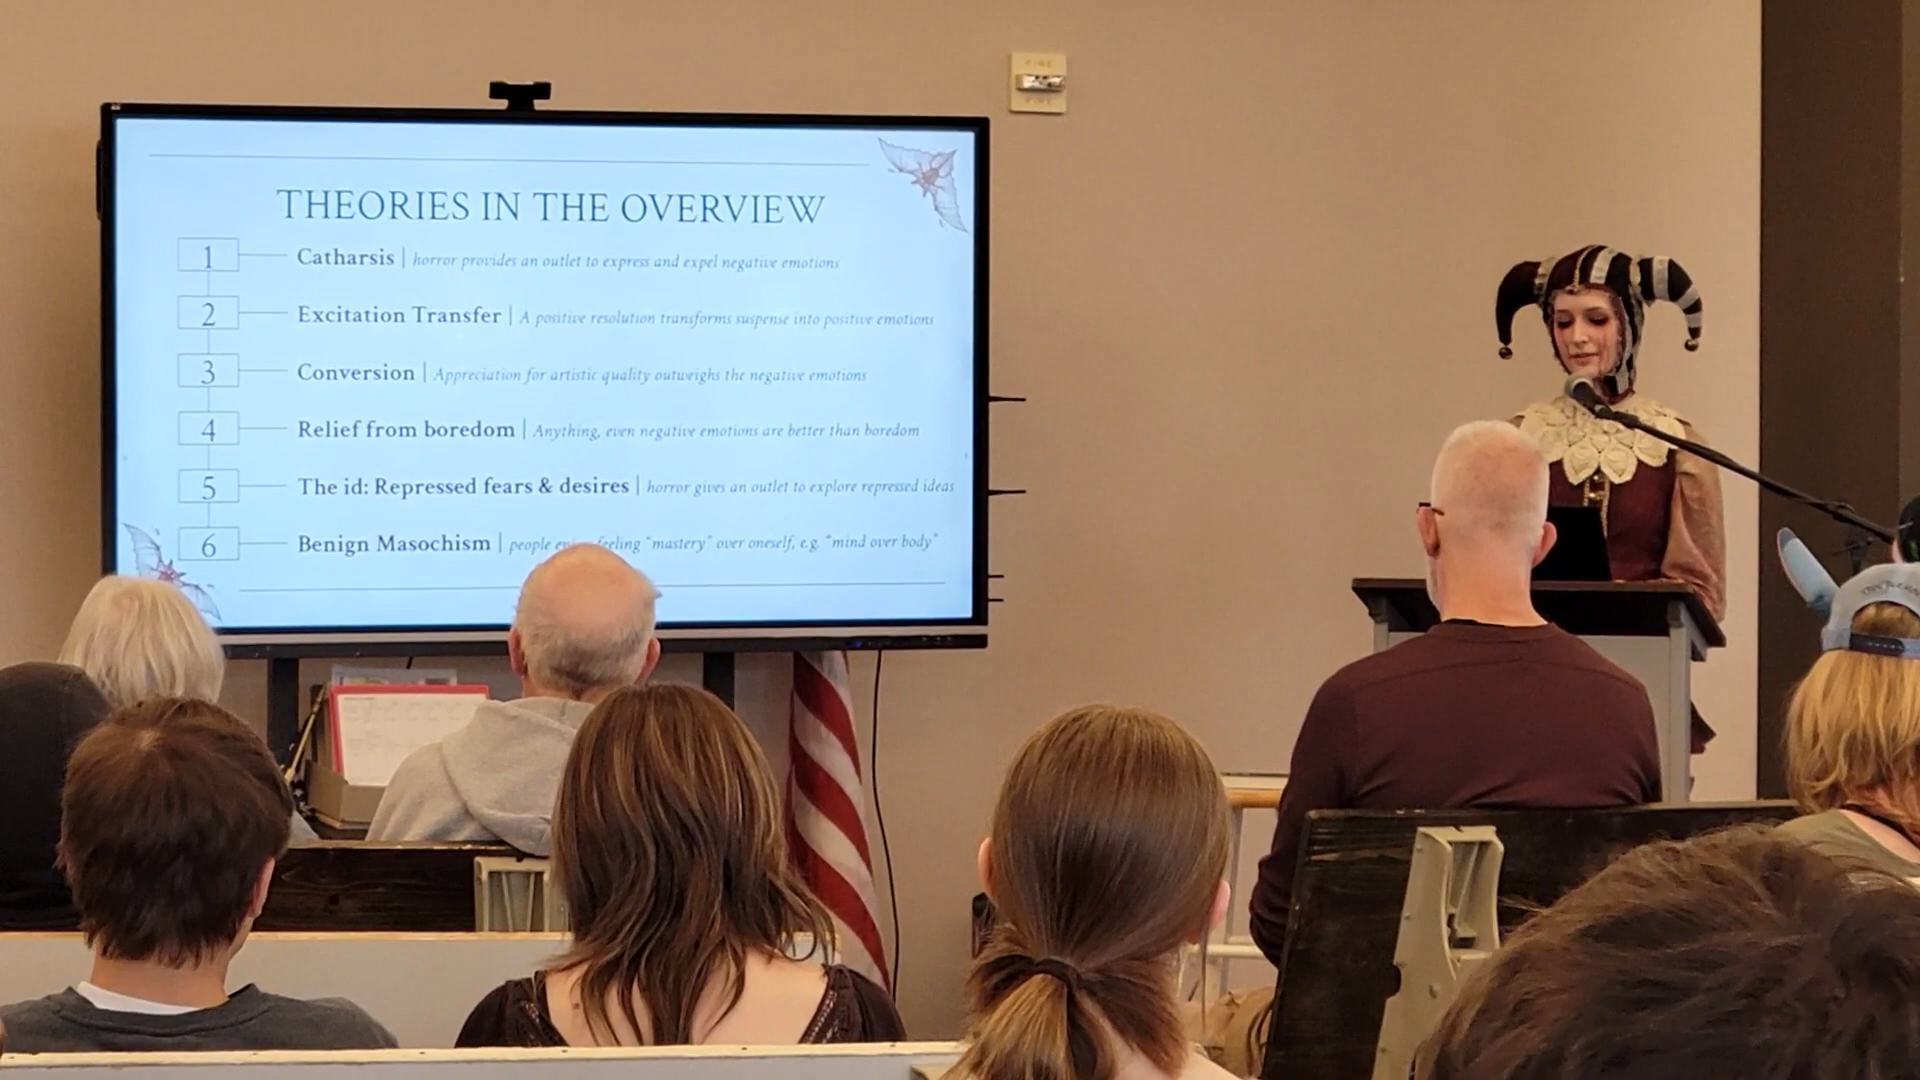 FIRE
FIRE
THEORIES IN THE OVERVIEW
1 Catharsis | horror provides an outlet to express and expel negative emotions
2 Excitation Transfer | A positive resolution transforms suspense into positive emotions
3 Conversion | Appreciation for artistic quality outweighs the negative emotions
4 Relief from boredom | Anything, even negative emotions are better than boredom
5 The id: Repressed fears & desires | horror gives an outlet to explore repressed ideas
6 Benign Masochism | people feeling "mastery" over oneself, e.g. "mind over body"